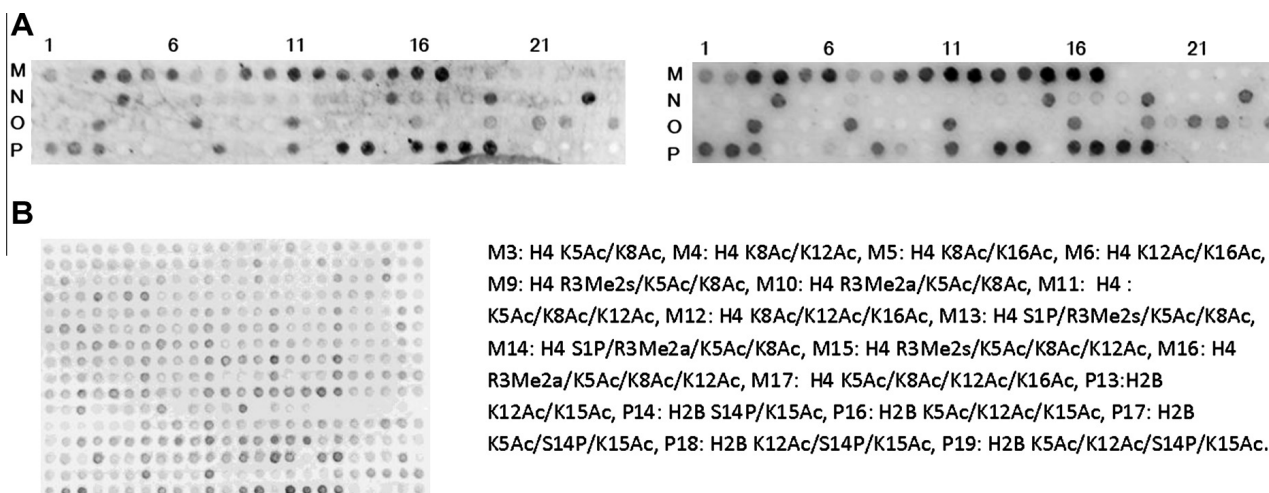 A
1 6 11 16 21
1 6 11 16 21
M
N
O
P
M
N
O
P
B
M3: H4 K5Ac/K8Ac, M4: H4 K8Ac/K12Ac, M5: H4 K8Ac/K16Ac, M6: H4 K12Ac/K16Ac,
M9: H4 R3Me2s/K5Ac/K8Ac, M10: H4 R3Me2a/K5Ac/K8Ac, M11: H4 :
K5Ac/K8Ac/K12Ac, M12: H4 K8Ac/K12Ac/K16Ac, M13: H4 S1P/R3Me2s/K5Ac/K8Ac,
M14: H4 S1P/R3Me2a/K5Ac/K8Ac, M15: H4 R3Me2s/K5Ac/K8Ac/K12Ac, M16: H4
R3Me2a/K5Ac/K8Ac/K12Ac, M17: H4 K5Ac/K8Ac/K12Ac/K16Ac, P13:H2B
K12Ac/K15Ac, P14: H2B S14P/K15Ac, P16: H2B K5Ac/K12Ac/K15Ac, P17: H2B
K5Ac/S14P/K15Ac, P18: H2B K12Ac/S14P/K15Ac, P19: H2B K5Ac/K12Ac/S14P/K15Ac.